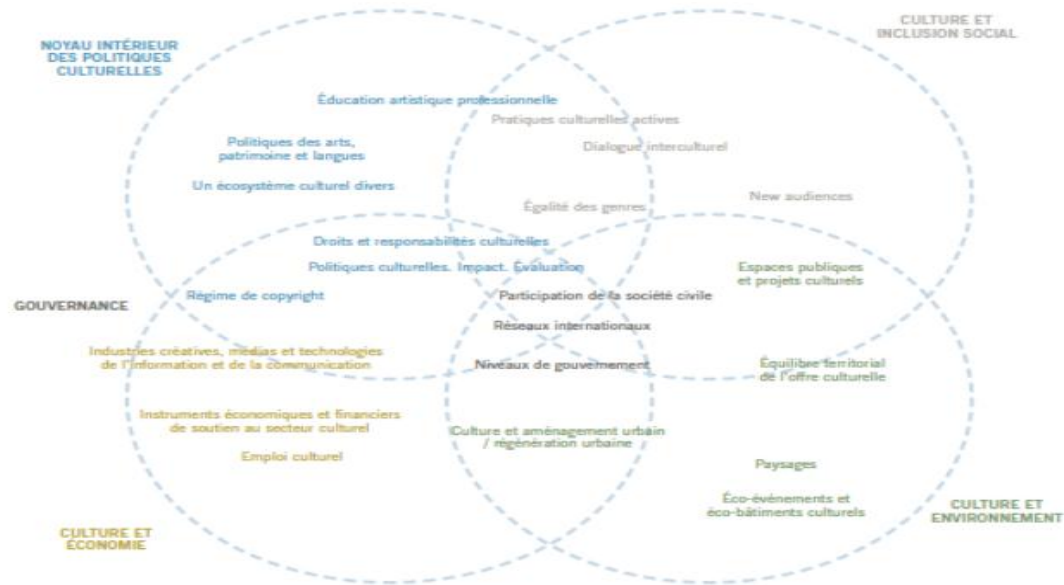 NOYAU INTÉRIEUR
DES POLITIQUES
CULTURELLES
CULTURE ET
INCLUSION SOCIAL
Éducation artistique professionnelle
Pratiques culturelles actives
Politiques des arts,
patrimoine et langues
Dialogue interculturel
Un écosystème culturel divers
New audiences
Égalité des genres
Droits et responsabilités culturelles
Politiques culturelles. Impact. Évaluation
Espaces publiques
et projets culturels
Régime de copyright
Participation de la société civile
GOUVERNANCE
Réseaux internationaux
Industries créatives, médias et technologies
de l'information et de la communication
Niveaux de gouvernement
Équilibre territorial
de l'offre culturelle
Instruments économiques et financiers
de soutien au secteur culturel
Culture et aménagement urbain
/ régénération urbaine
Emploi culturel
Paysages
Éco-événements et
éco-bâtiments culturels
CULTURE ET
ENVIRONNEMENT
CULTURE ET
ÉCONOMIE